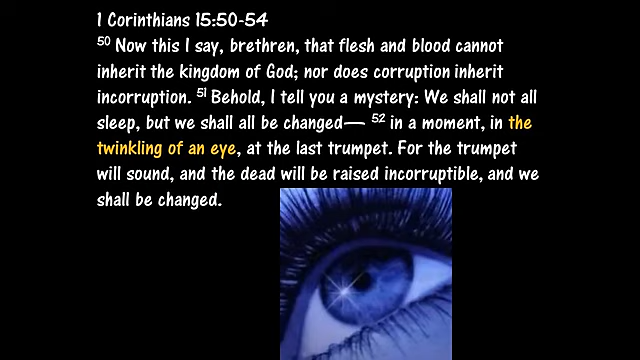 1 Corinthians 15:50-54
50 Now this I say, brethren, that flesh and blood cannot
inherit the kingdom of God; nor does corruption inherit
incorruption. 51 Behold, I tell you a mystery: We shall not all
sleep, but we shall all be changed— 52 in a moment, in the
twinkling of an eye, at the last trumpet. For the trumpet
will sound, and the dead will be raised incorruptible, and we
shall be changed.